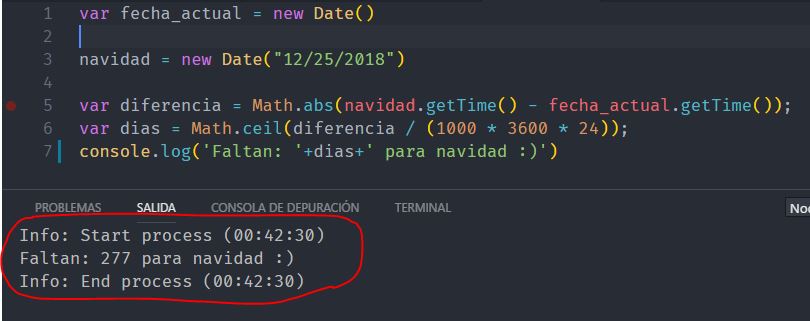 1 var fecha_actual = new Date()
2
3 navidad = new Date("12/25/2018")
4
5 var diferencia = Math.abs(navidad.getTime() - fecha_actual.getTime());
6 var dias = Math.ceil(diferencia / (1000 * 3600 * 24));
7 console.log('Faltan: '+dias+' para navidad :)')
PROBLEMAS SALIDA CONSOLA DE DEPURACIÓN TERMINAL Nod
Info: Start process (00:42:30)
Faltan: 277 para navidad :)
Info: End process (00:42:30)